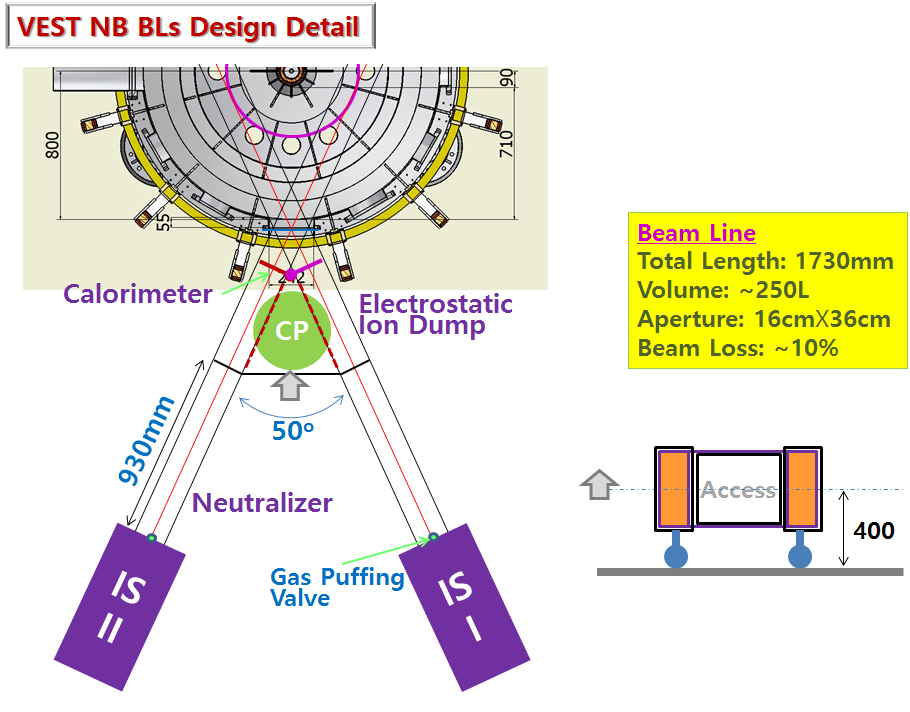 VEST NB BLs Design Detail
90
800
710
55
Calorimeter
Electrostatic
Ion Dump
CP
Beam Line
Total Length: 1730mm
Volume: ~250L
Aperture: 16cmX36cm
Beam Loss: ~10%
50º
930mm
Neutralizer
Access
400
Gas Puffing
Valve
IS
II
IS
I